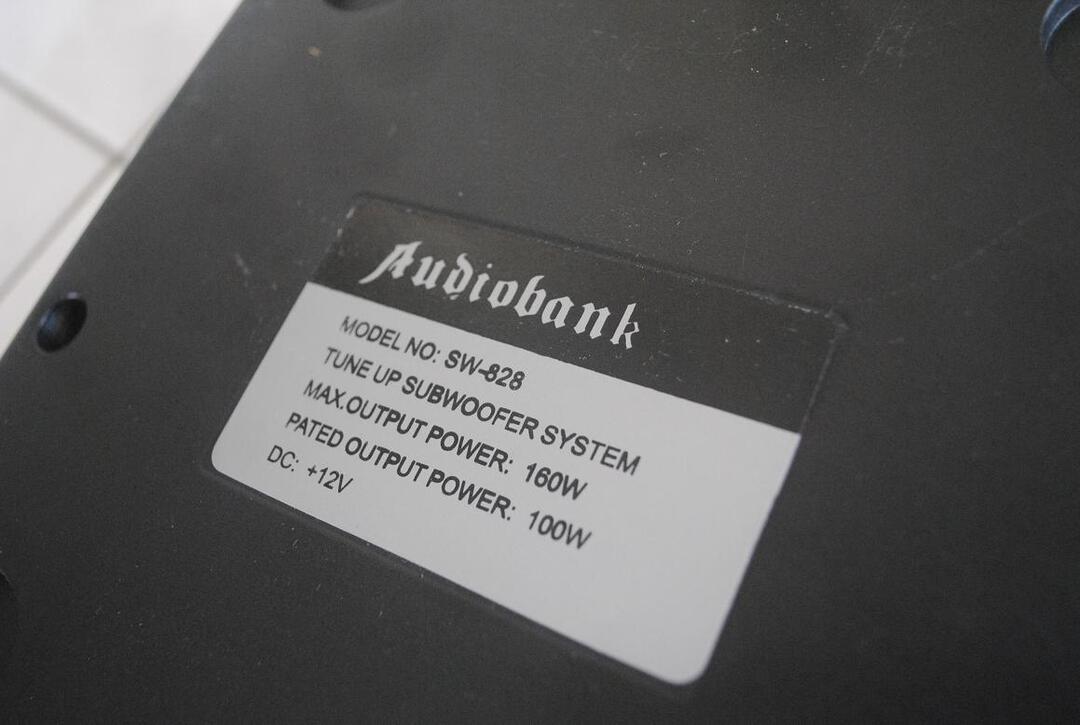 Audiobank
MODEL NO: SW-828
TUNE UP SUBWOOFER SYSTEM
MAX.OUTPUT POWER: 160W
PATED OUTPUT POWER: 100W
DC: +12V